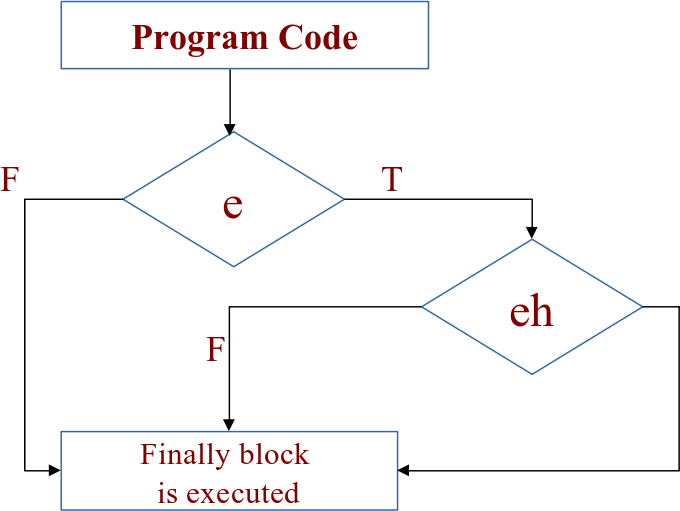 Program Code
F
T
e
eh
F
Finally block
is executed